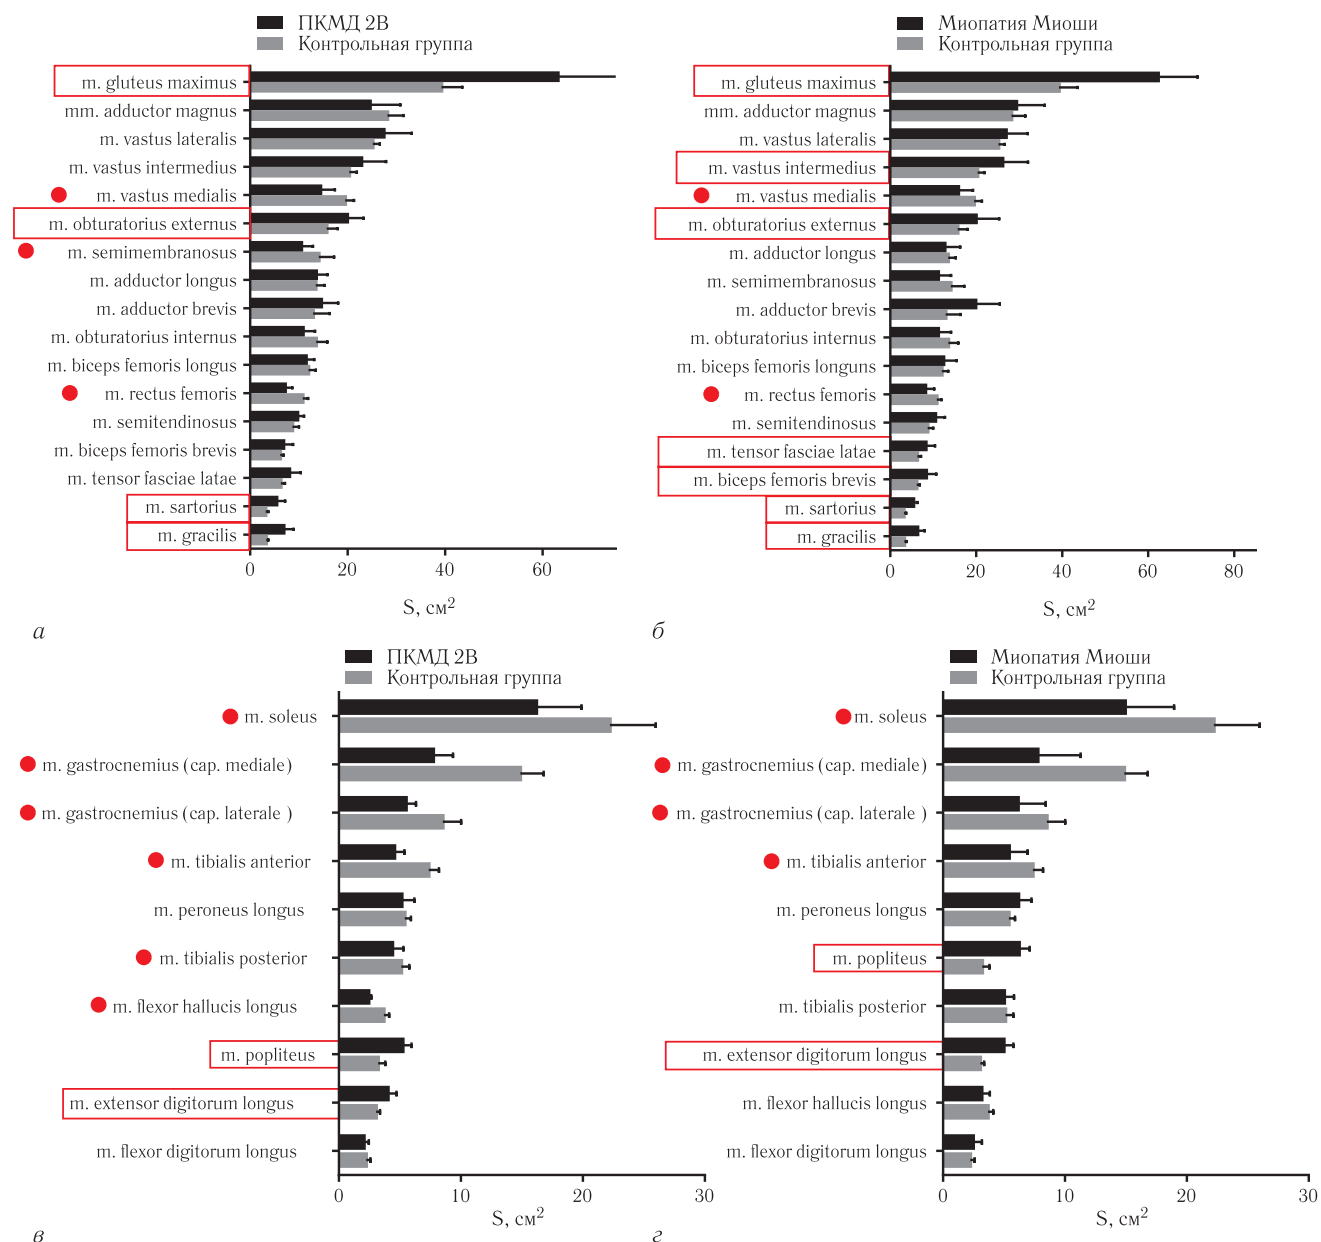 ПКМД 2B
Контрольная группа
m. gluteus maximus
mm. adductor magnus
m. vastus lateralis
m. vastus intermedius
m. vastus medialis
m. obturatorius externus
m. semimembranosus
m. adductor longus
m. adductor brevis
m. obturatorius internus
m. biceps femoris longus
m. rectus femoris
m. semitendinosus
m. biceps femoris brevis
m. tensor fasciae latae
m. sartorius
m. gracilis
0 20 40 60
S, см²
а
Миопатия Миоши
Контрольная группа
m. gluteus maximus
mm. adductor magnus
m. vastus lateralis
m. vastus intermedius
m. vastus medialis
m. obturatorius externus
m. adductor longus
m. semimembranosus
m. adductor brevis
m. obturatorius internus
m. biceps femoris longuns
m. rectus femoris
m. semitendinosus
m. tensor fasciae latae
m. biceps femoris brevis
m. sartorius
m. gracilis
0 20 40 60 80
S, см²
б
ПКМД 2B
Контрольная группа
m. soleus
m. gastrocnemius (cap. mediale)
m. gastrocnemius (cap. laterale )
m. tibialis anterior
m. peroneus longus
m. tibialis posterior
m. flexor hallucis longus
m. popliteus
m. extensor digitorum longus
m. flexor digitorum longus
0 10 20 30
S, см²
в
Миопатия Миоши
Контрольная группа
m. soleus
m. gastrocnemius (cap. mediale)
m. gastrocnemius (cap. laterale )
m. tibialis anterior
m. peroneus longus
m. popliteus
m. tibialis posterior
m. extensor digitorum longus
m. flexor hallucis longus
m. flexor digitorum longus
0 10 20 30
S, см²
г